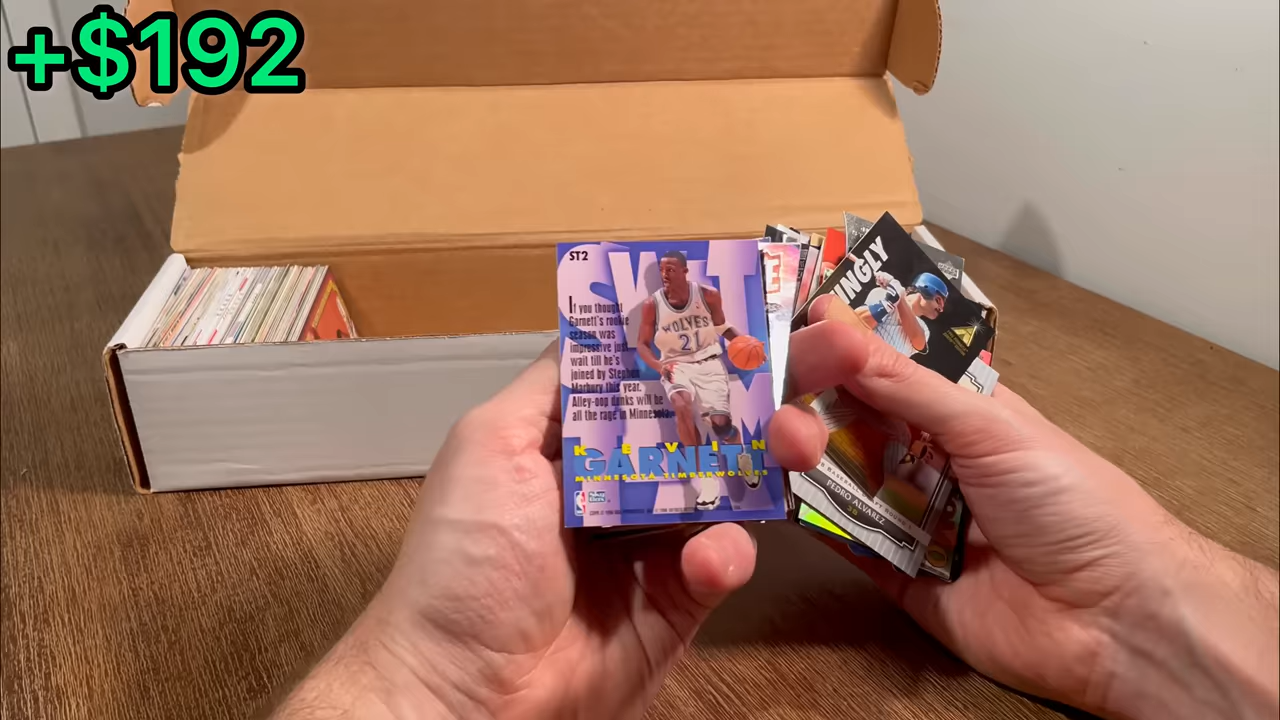 +$192
ST2
If you thought
Garnett's rookie
season was
impressive just
wait till he's
joined by Stephon
Marbury this year.
Alley-oop dunks will be
all the rage in Minnesota.
WOLVES
21
KEVIN
GARNETT
MINNESOTA TIMBERWOLVES
INGLY
PEDRO ALVAREZ
3B